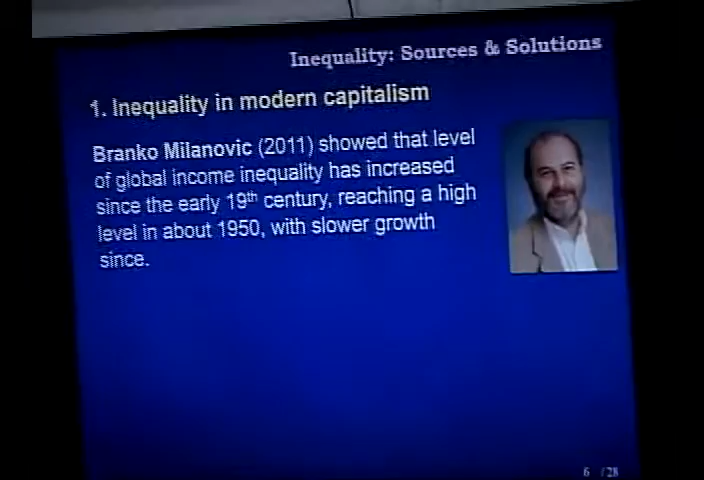 Inequality: Sources & Solutions
1. Inequality in modern capitalism
Branko Milanovic (2011) showed that level
of global income inequality has increased
since the early 19th century, reaching a high
level in about 1950, with slower growth
since.
6 / 28